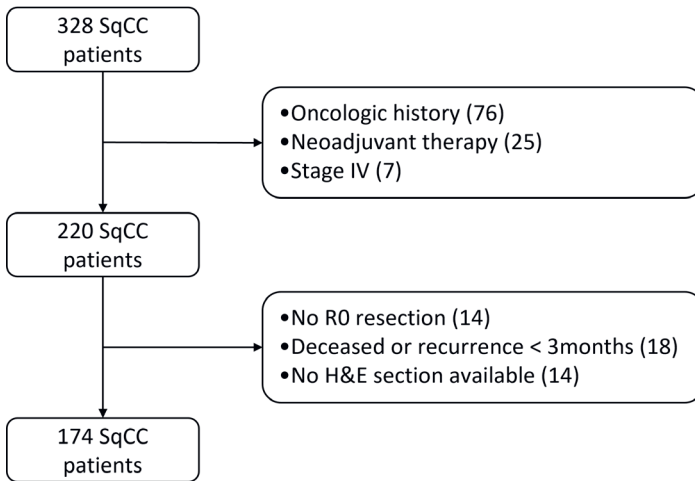 328 SqCC
patients
•Oncologic history (76)
•Neoadjuvant therapy (25)
•Stage IV (7)
220 SqCC
patients
•No R0 resection (14)
•Deceased or recurrence < 3months (18)
•No H&E section available (14)
174 SqCC
patients